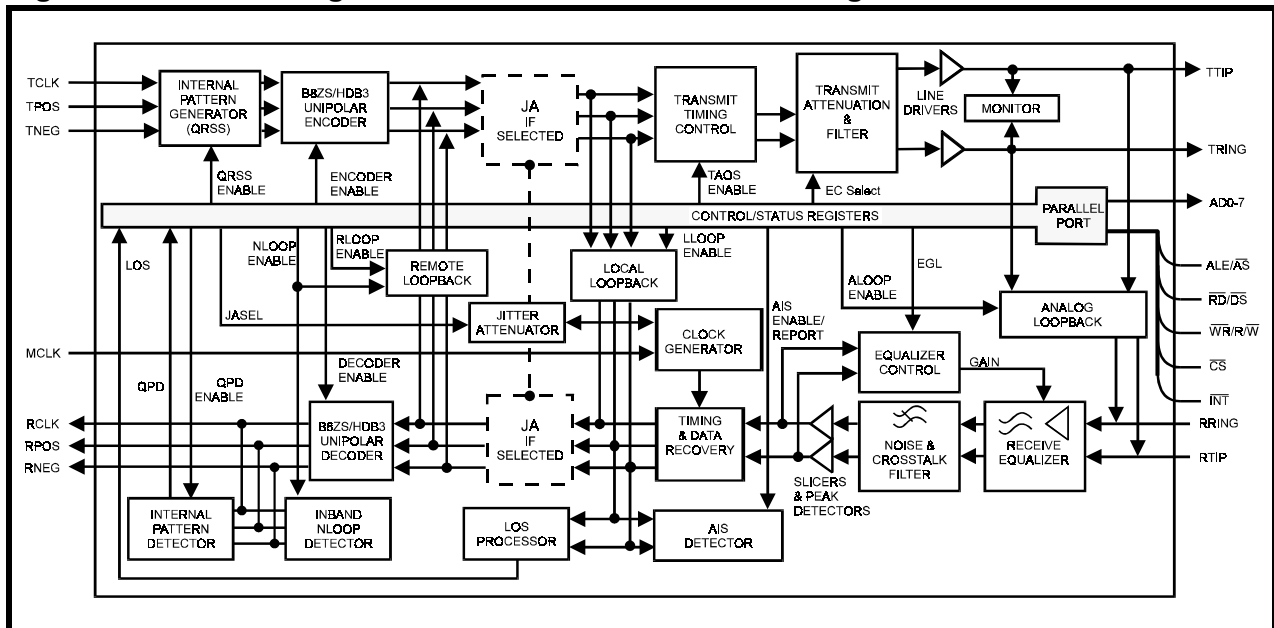 TCLK
TPOS
TNEG
INTERNAL
PATTERN
GENERATOR
(QRSS)
B8ZS/HDB3
UNIPOLAR
ENCODER
JA
IF
SELECTED
TRANSMIT
TIMING
CONTROL
TRANSMIT
ATTENUATION
&
FILTER
LINE
DRIVERS
MONITOR
TTIP
TRING
QRSS
ENABLE
ENCODER
ENABLE
TAOS
ENABLE
EC Select
CONTROL/STATUS REGISTERS
PARALLEL
PORT
AD0-7
ALE/AS
RD/DS
WR/R/W
CS
INT
LOS
NLOOP
ENABLE
RLOOP
ENABLE
REMOTE
LOOPBACK
LOCAL
LOOPBACK
LLOOP
ENABLE
AIS
ENABLE/
REPORT
ALOOP
ENABLE
EGL
ANALOG
LOOPBACK
JASEL
JITTER
ATTENUATOR
CLOCK
GENERATOR
EQUALIZER
CONTROL
GAIN
MCLK
QPD
QPD
ENABLE
DECODER
ENABLE
RCLK
RPOS
RNEG
B8ZS/HDB3
UNIPOLAR
DECODER
JA
IF
SELECTED
TIMING
& DATA
RECOVERY
SLICERS
& PEAK
DETECTORS
NOISE &
CROSSTALK
FILTER
RECEIVE
EQUALIZER
RRING
RTIP
INTERNAL
PATTERN
DETECTOR
INBAND
NLOOP
DETECTOR
LOS
PROCESSOR
AIS
DETECTOR